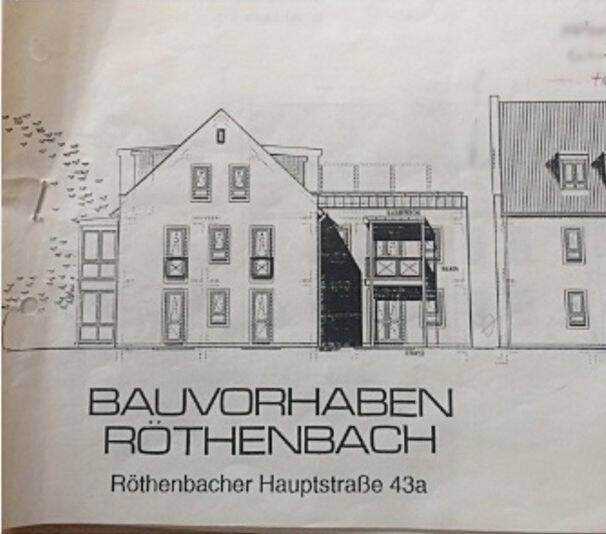 BAUVORHABEN
RÖTHENBACH
Röthenbacher Hauptstraße 43a